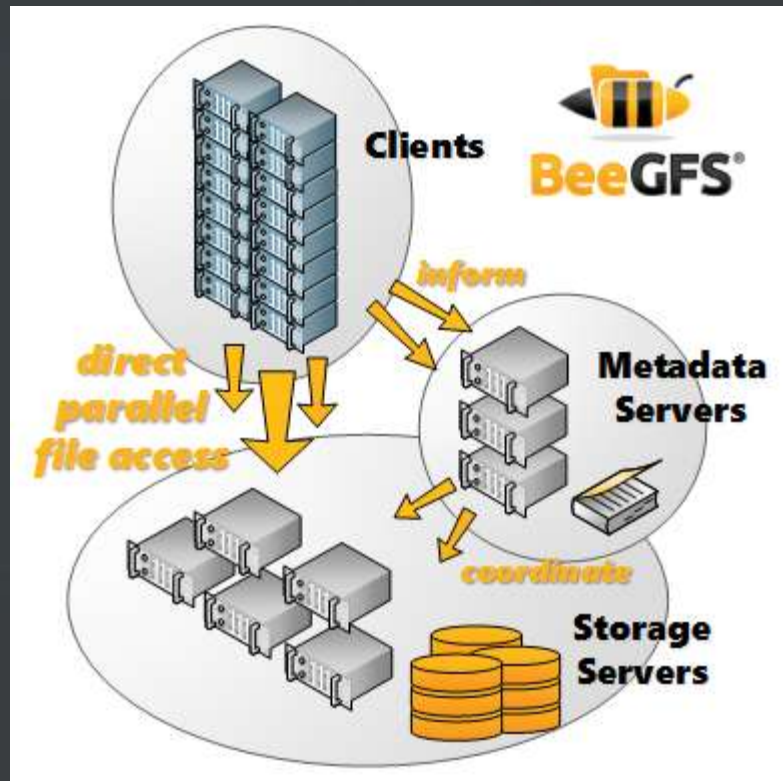 Clients
BeeGFS®
inform
direct
parallel
file access
Metadata
Servers
coordinate
Storage
Servers